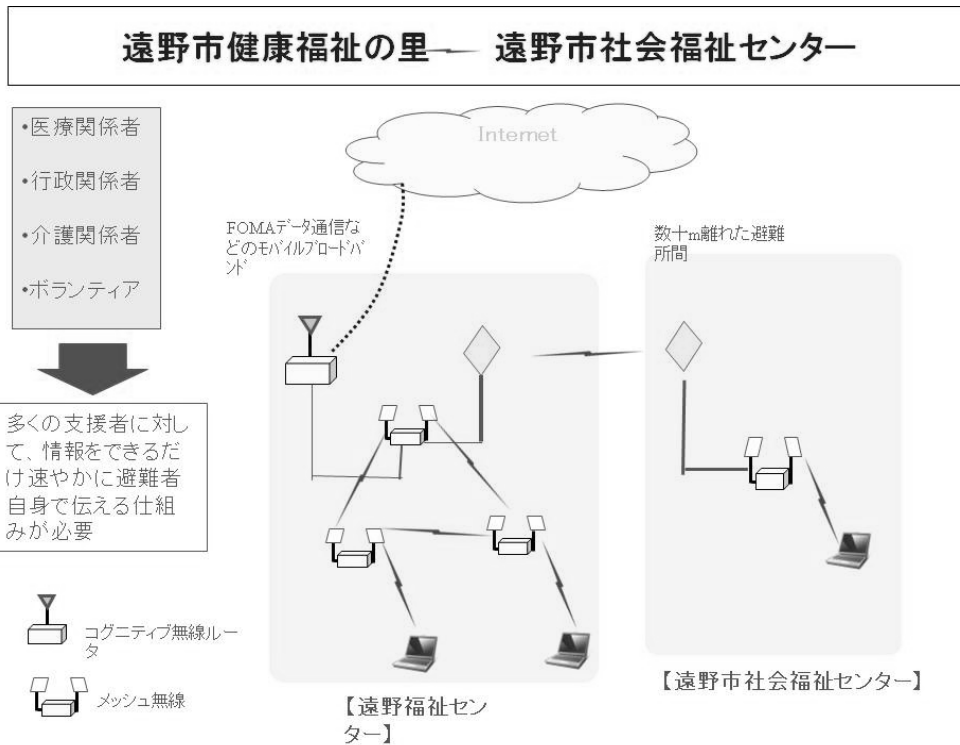 遠野市健康福祉の里 遠野市社会福祉センター
・医療関係者
・行政関係者
・介護関係者
・ボランティア
多くの支援者に対し
て、情報をできるだ
け速やかに避難者
自身で伝える仕組
みが必要
Internet
FOMAデータ通信な
どのモバイルブロードバ
ンド
数十m離れた避難
所間
コグニティブ無線ルー
タ
メッシュ無線
【遠野福祉セン
ター】
【遠野市社会福祉センター】